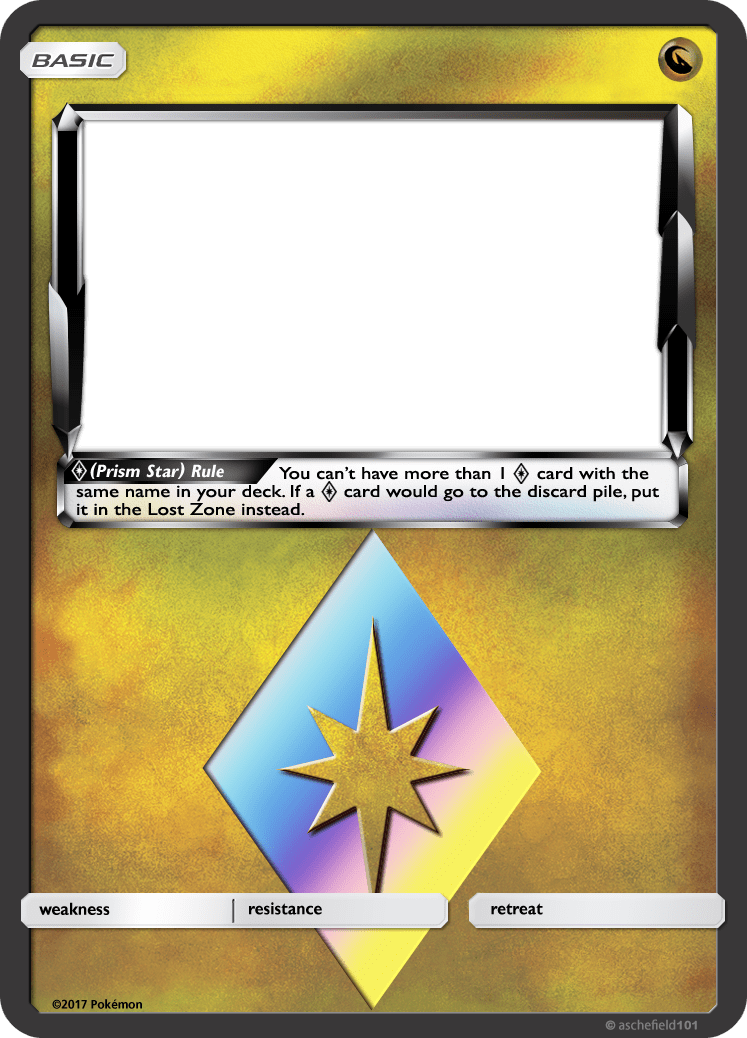 BASIC
(Prism Star) Rule You can't have more than 1 card with the
same name in your deck. If a card would go to the discard pile, put
it in the Lost Zone instead.
weakness resistance retreat
©2017 Pokémon
© aschefield101